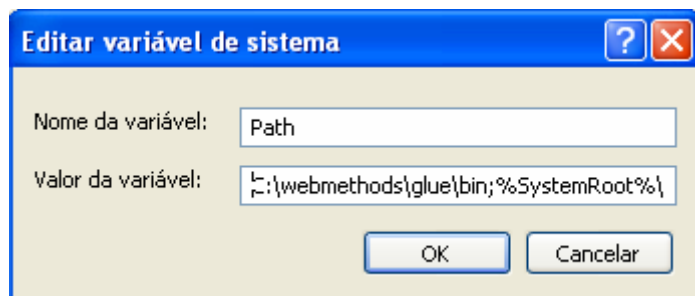 Editar variável de sistema
Nome da variável: Path
Valor da variável: C:\webmethods\glue\bin;%SystemRoot%\
OK Cancelar